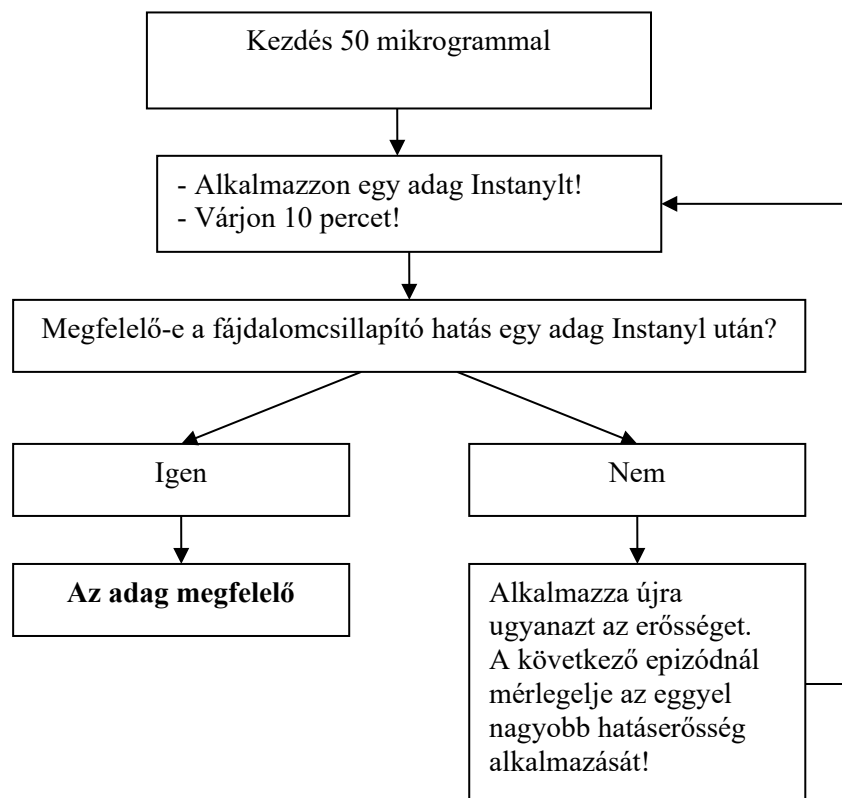 Kezdés 50 mikrogrammal
- Alkalmazzon egy adag Instanylt!
- Várjon 10 percet!
Megfelelő-e a fájdalomcsillapító hatás egy adag Instanyl után?
Igen
Nem
Az adag megfelelő
Alkalmazza újra
ugyanazt az erősséget.
A következő epizódnál
mérlegelje az eggyel
nagyobb hatáserősség
alkalmazását!